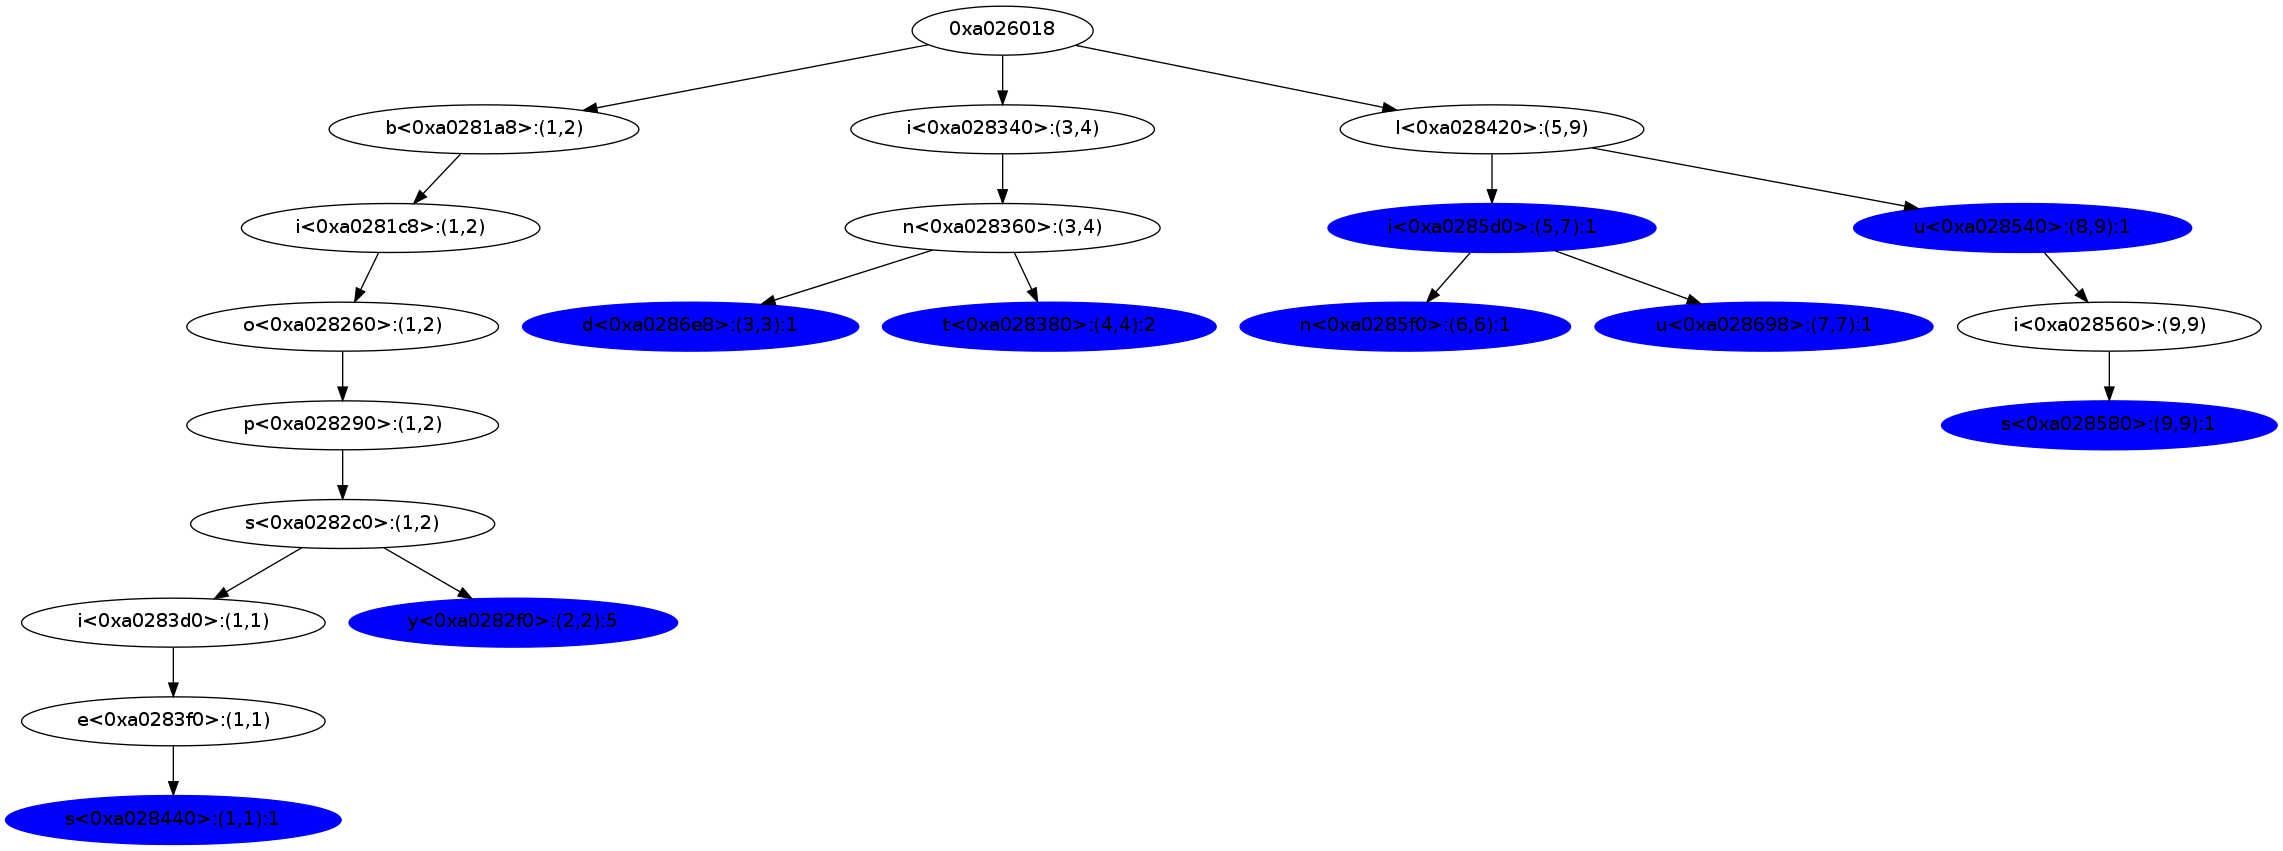 0xa026018
b<0xa0281a8>:(1,2)
i<0xa028340>:(3,4)
l<0xa028420>:(5,9)
i<0xa0281c8>:(1,2)
n<0xa028360>:(3,4)
i<0xa0285d0>:(5,7):1
u<0xa028540>:(8,9):1
o<0xa028260>:(1,2)
d<0xa0286e8>:(3,3):1
t<0xa028380>:(4,4):2
n<0xa0285f0>:(6,6):1
u<0xa028698>:(7,7):1
i<0xa028560>:(9,9)
p<0xa028290>:(1,2)
s<0xa028580>:(9,9):1
s<0xa0282c0>:(1,2)
i<0xa0283d0>:(1,1)
y<0xa0282f0>:(2,2):5
e<0xa0283f0>:(1,1)
s<0xa028440>:(1,1):1